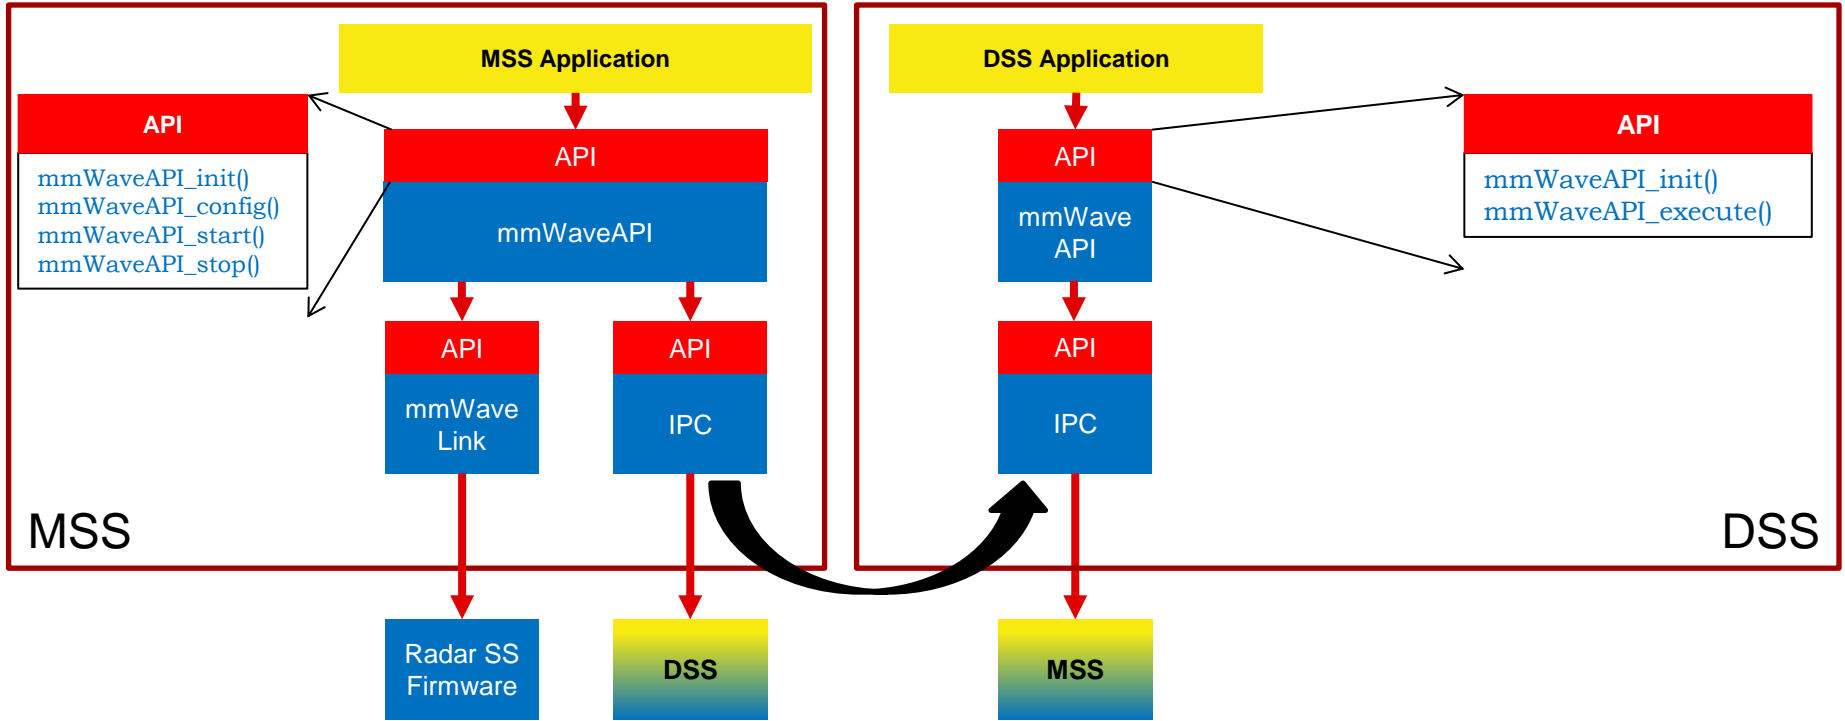 MSS Application
API
mmWaveAPI_init()
mmWaveAPI_config()
mmWaveAPI_start()
mmWaveAPI_stop()
API
mmWaveAPI
API
mmWave
Link
API
IPC
MSS
Radar SS
Firmware
DSS
DSS Application
API
mmWave
API
API
mmWaveAPI_init()
mmWaveAPI_execute()
API
IPC
DSS
MSS